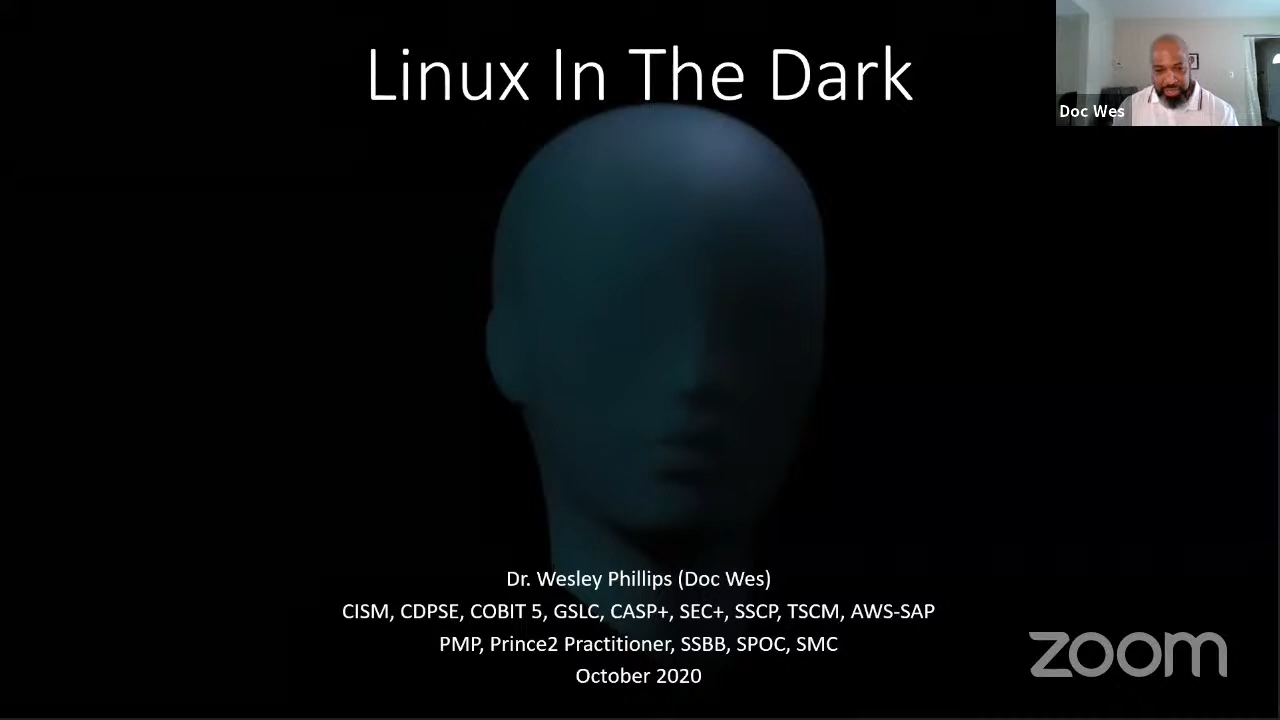 Linux In The Dark
Doc Wes
Dr. Wesley Phillips (Doc Wes)
CISM, CDPSE, COBIT 5, GSLC, CASP+, SEC+, SSCP, TSCM, AWS-SAP
PMP, Prince2 Practitioner, SSBB, SPOC, SMC
October 2020
zoom